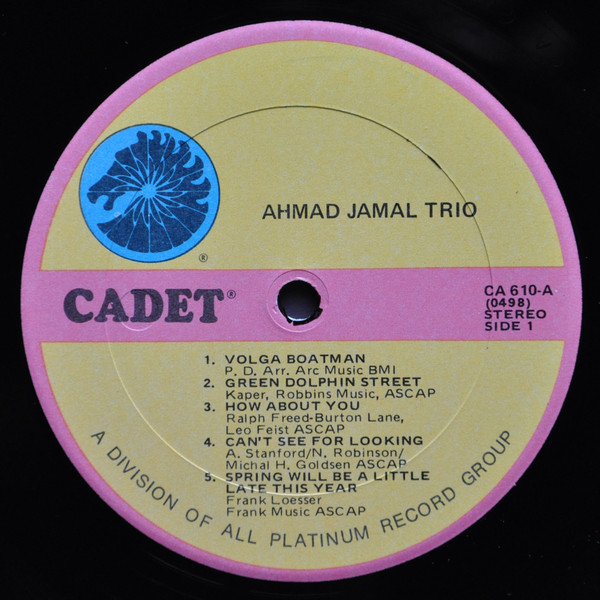 AHMAD JAMAL TRIO
®
CADET®
CA 610-A
(0498)
STEREO
SIDE 1
1. VOLGA BOATMAN
P. D. Arr. Arc Music BMI
2. GREEN DOLPHIN STREET
Kaper, Robbins Music, ASCAP
3. HOW ABOUT YOU
Ralph Freed-Burton Lane,
Leo Feist ASCAP
4. CAN'T SEE FOR LOOKING
A. Stanford/N. Robinson/
Michal H. Goldsen ASCAP
5. SPRING WILL BE A LITTLE
LATE THIS YEAR
Frank Loesser
Frank Music ASCAP
A DIVISION OF ALL PLATINUM RECORD GROUP